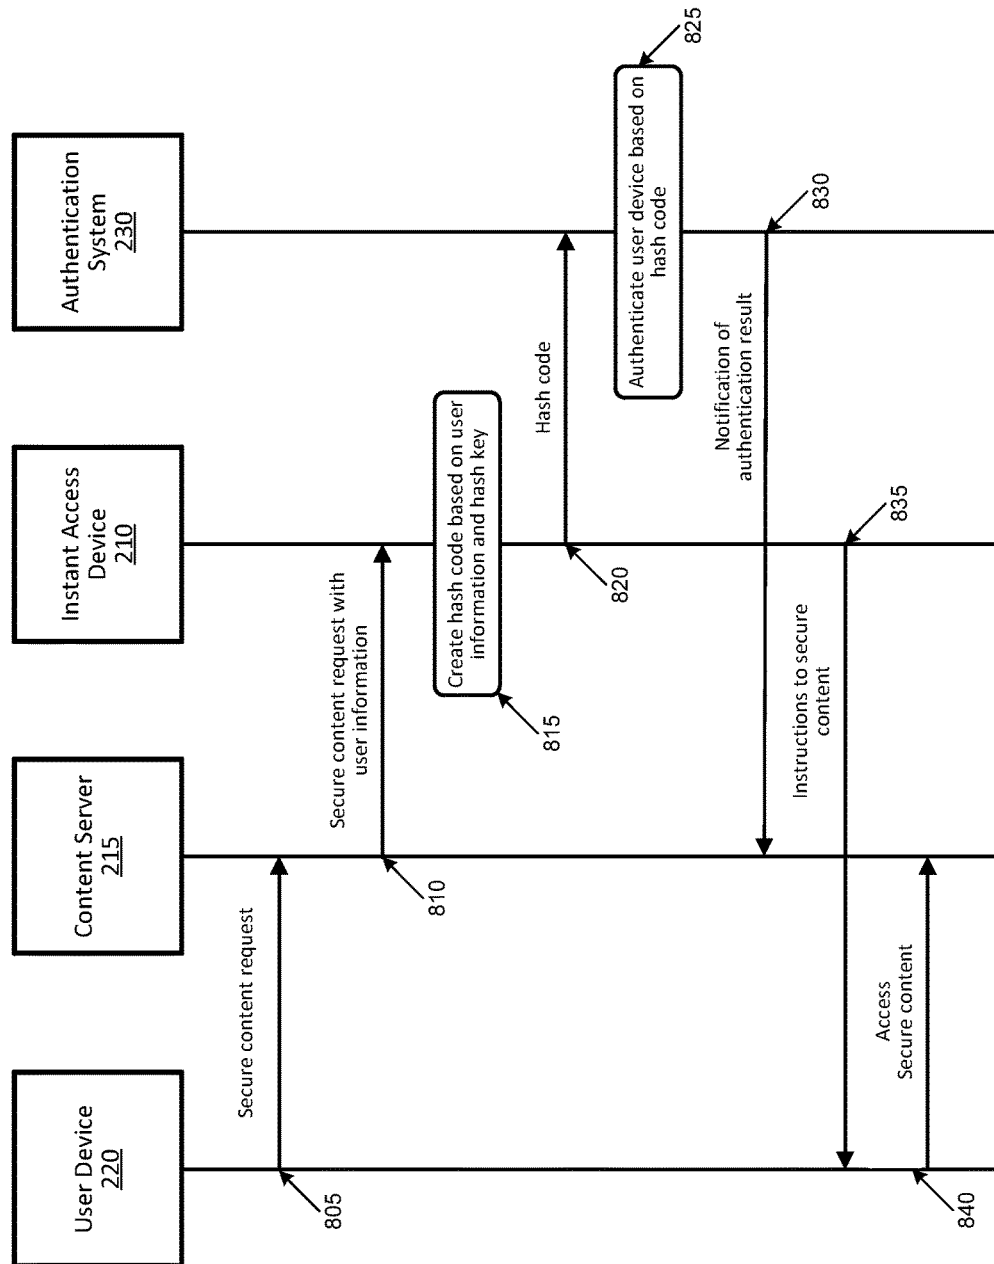 User Device
220
Content Server
215
Instant Access
Device
210
Authentication
System
230
Secure content request
805
Secure content request with
user information
810
Create hash code based on user
information and hash key
815
Hash code
820
Authenticate user device based on
hash code
825
Notification of
authentication result
830
Instructions to secure
content
835
Access
Secure content
840